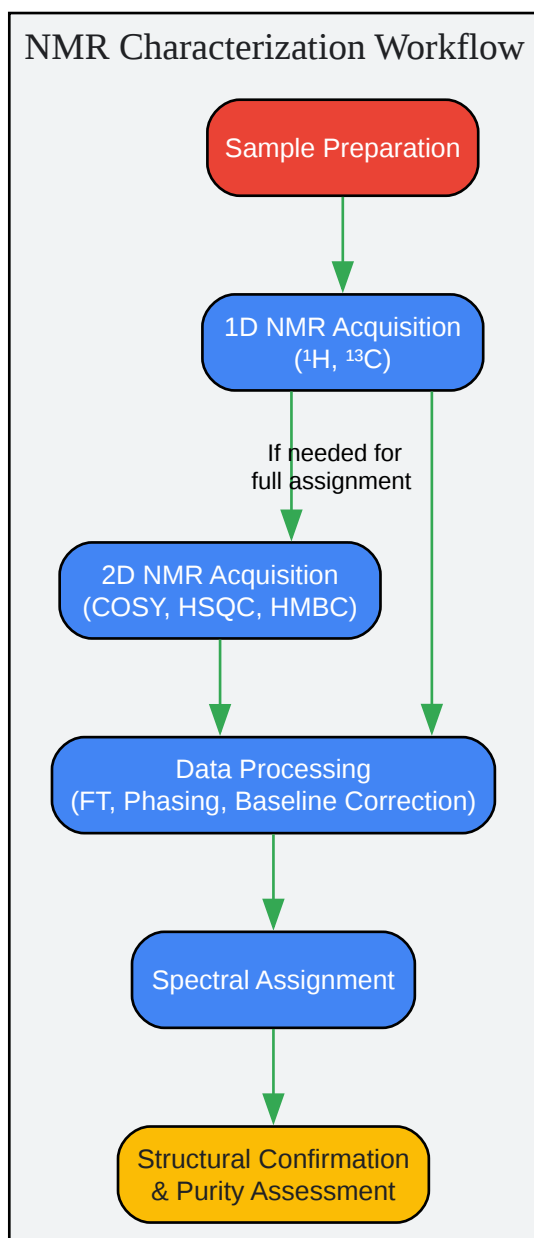 NMR Characterization Workflow
Sample Preparation
1D NMR Acquisition
(¹H, ¹³C)
If needed for
full assignment
2D NMR Acquisition
(COSY, HSQC, HMBC)
Data Processing
(FT, Phasing, Baseline Correction)
Spectral Assignment
Structural Confirmation
& Purity Assessment